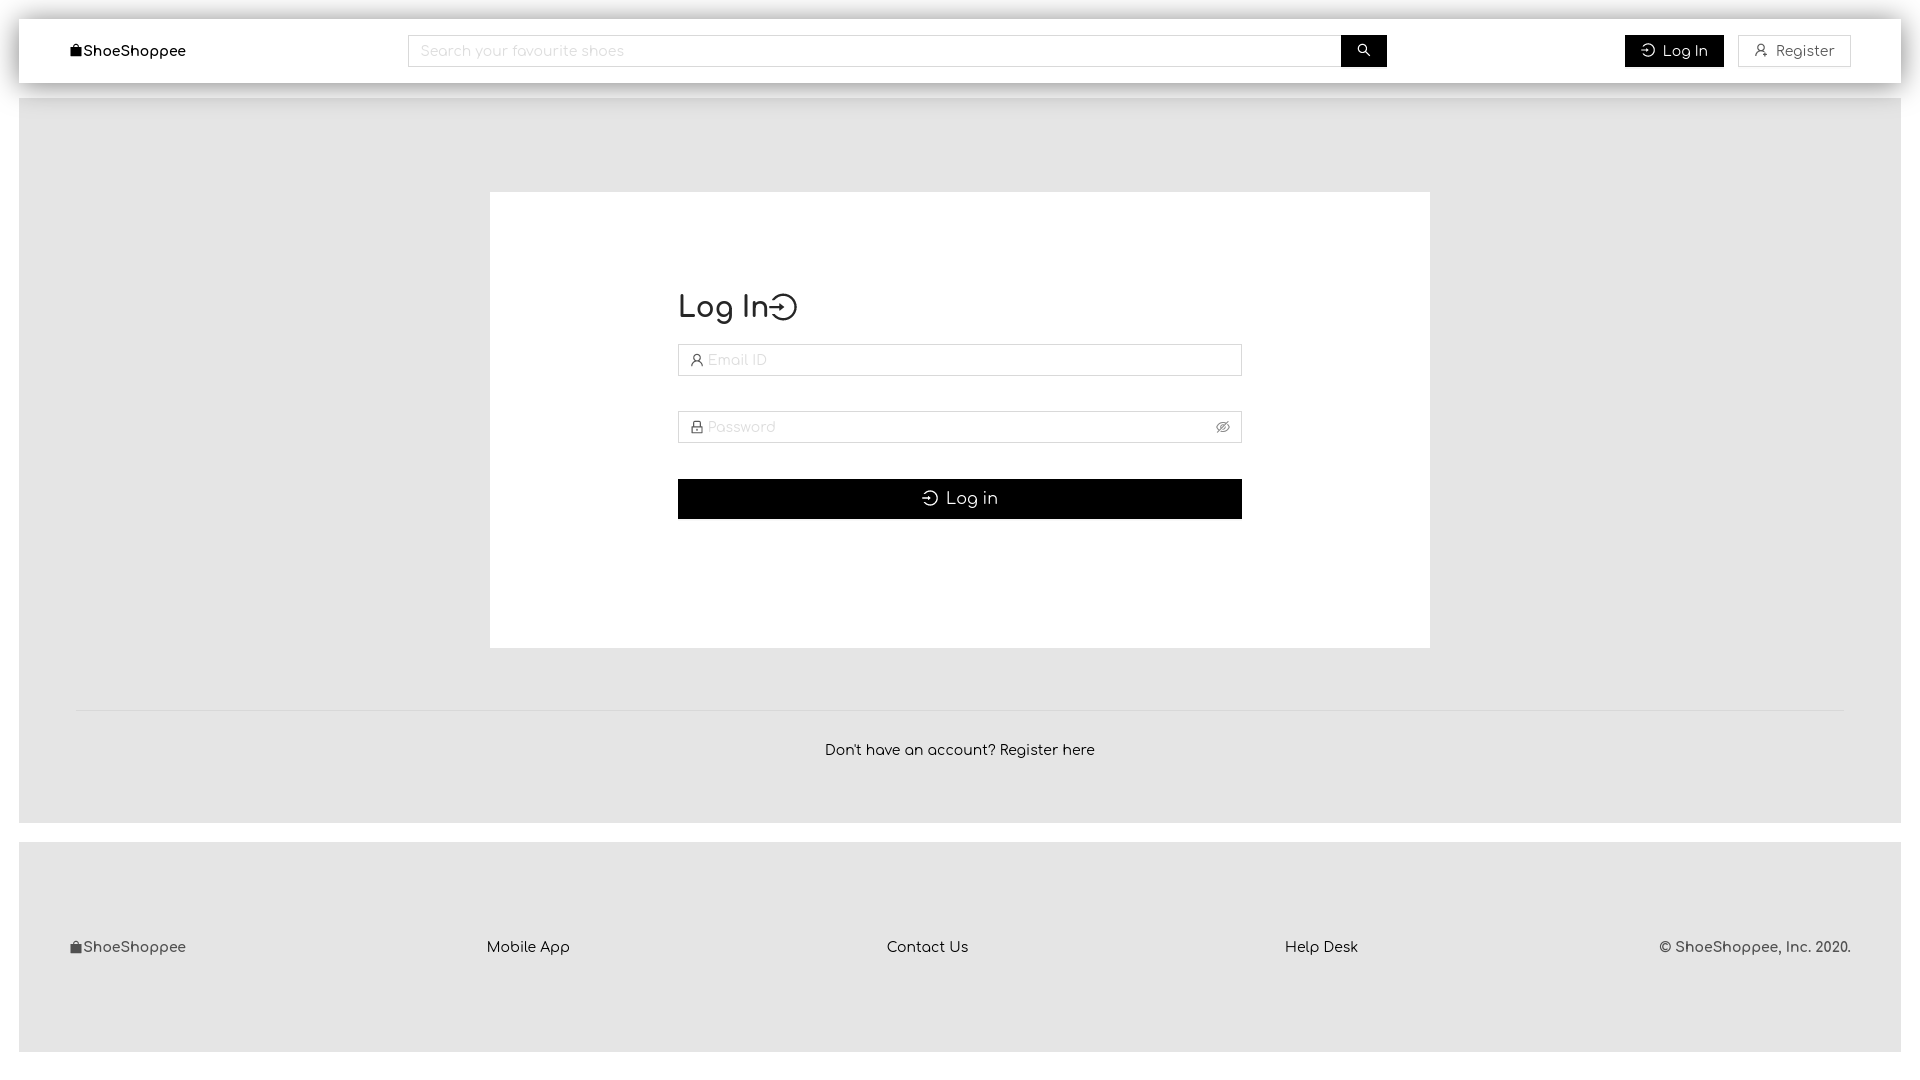 ShoeShoppee
Search your favourite shoes
Log In
Register
Log In
Email ID
Password
Log in
Don't have an account? Register here
ShoeShoppee
Mobile App
Contact Us
Help Desk
© ShoeShoppee, Inc. 2020.